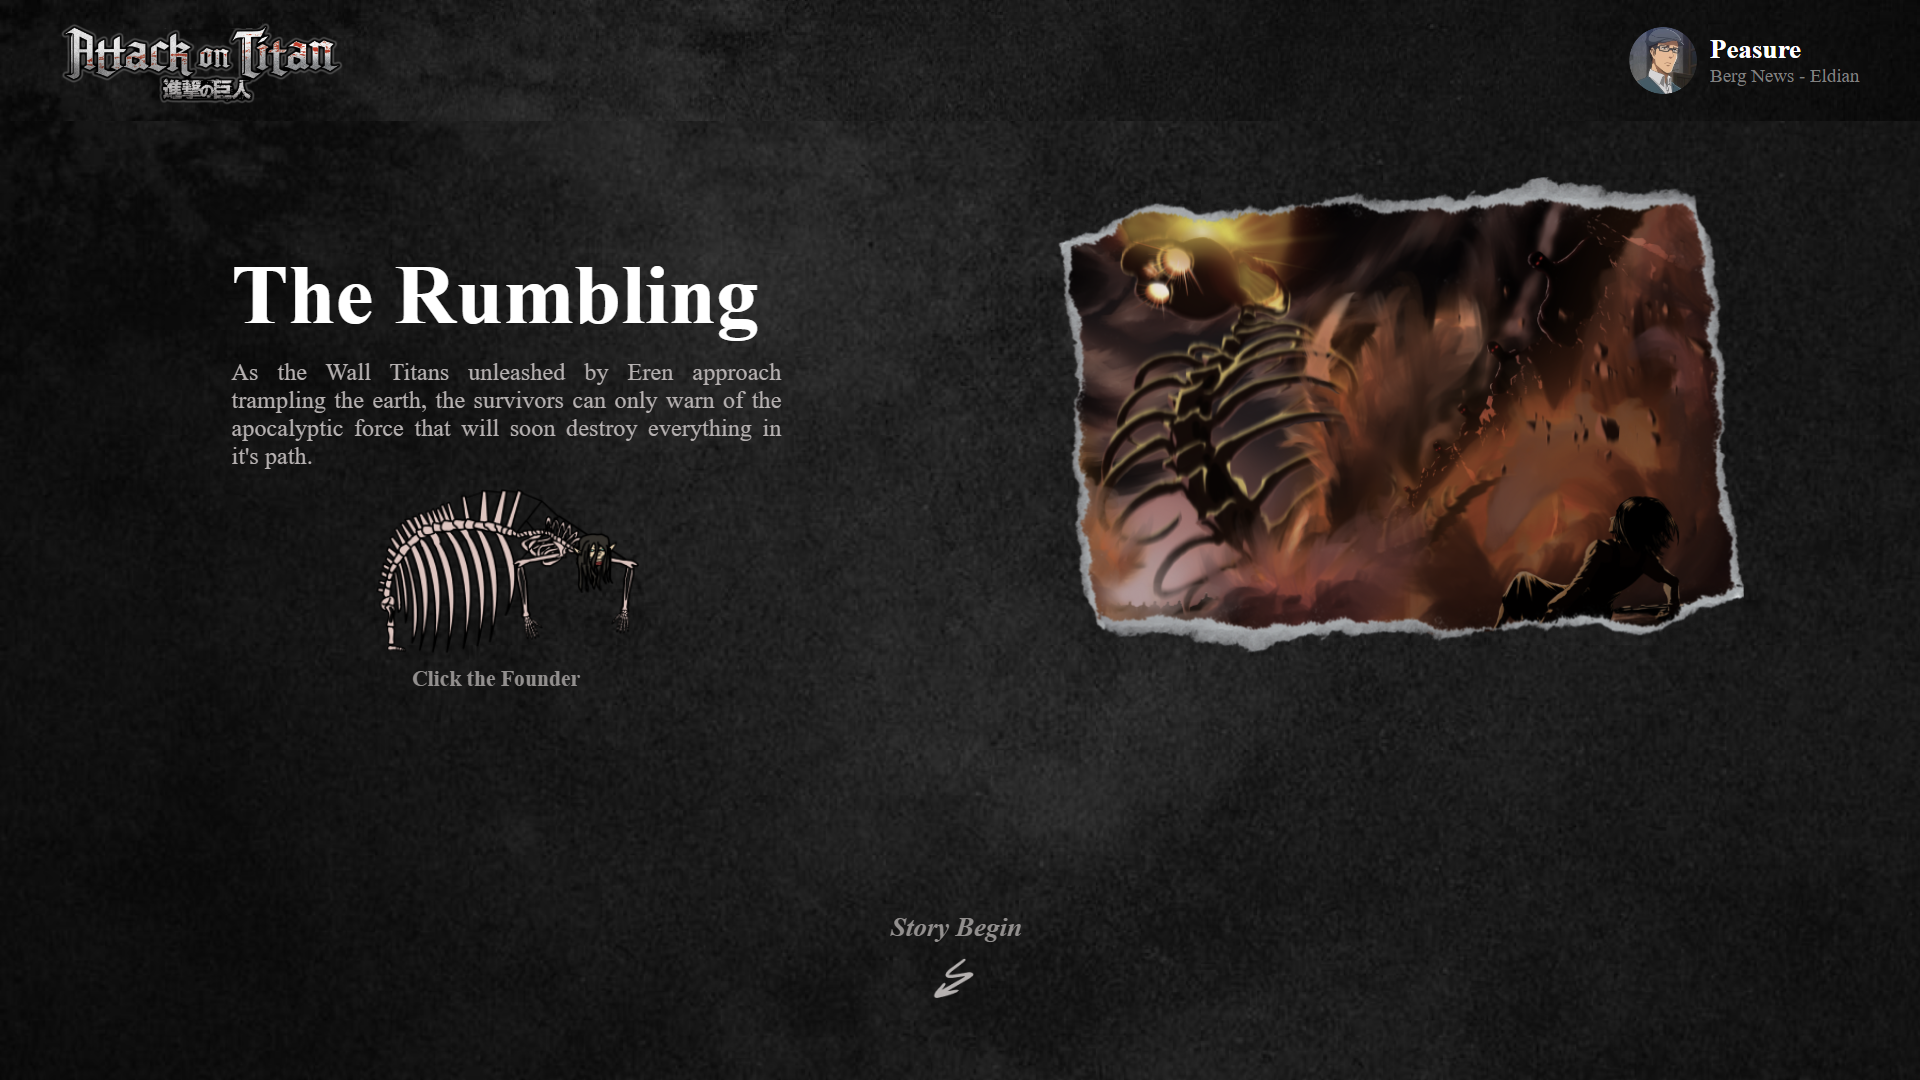 Attack on Titan
進撃の巨人
Peasure
Berg News - Eldian
The Rumbling
As the Wall Titans unleashed by Eren approach
trampling the earth, the survivors can only warn of the
apocalyptic force that will soon destroy everything in
it's path.
Click the Founder
Story Begin